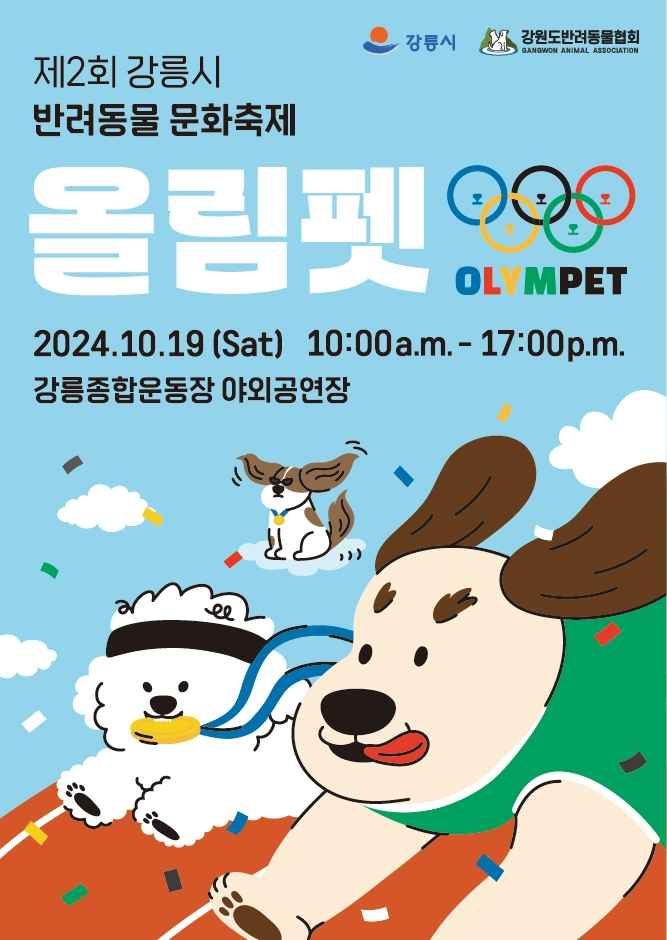 강릉시
강원도반려동물협회
GANGWON ANIMAL ASSOCIATION
제2회 강릉시
반려동물 문화축제
올림펫
OLYMPET
2024.10.19 (Sat) 10:00a.m. - 17:00p.m.
강릉종합운동장 야외공연장